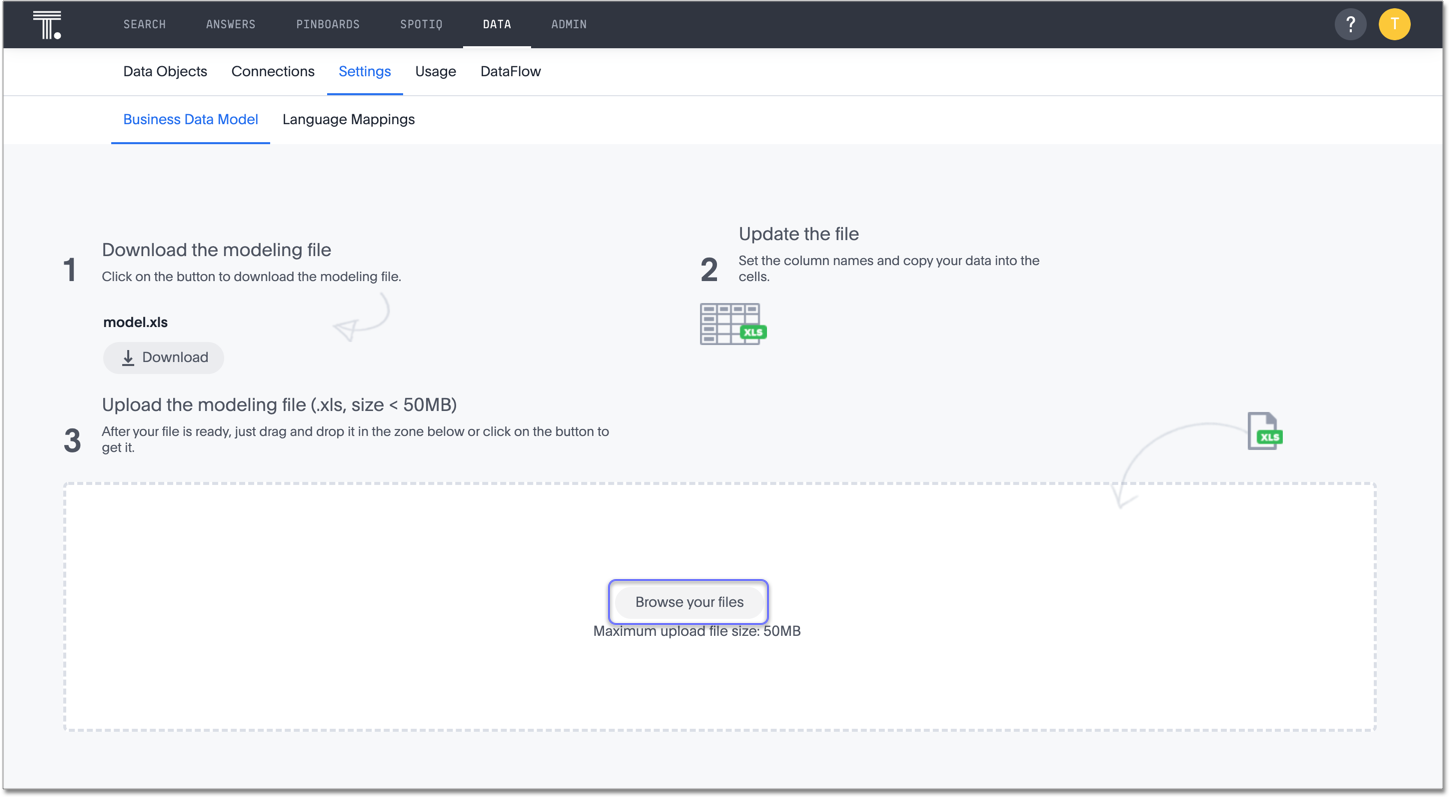 T.
SEARCH ANSWERS PINBOARDS SPOTIQ DATA ADMIN ? T
Data Objects Connections Settings Usage DataFlow
Business Data Model Language Mappings
1 Download the modeling file
Click on the button to download the modeling file.
model.xls
Download
2 Update the file
Set the column names and copy your data into the
cells.
XLS
3 Upload the modeling file (.xls, size < 50MB)
After your file is ready, just drag and drop it in the zone below or click on the button to
get it.
XLS
Browse your files
Maximum upload file size: 50MB